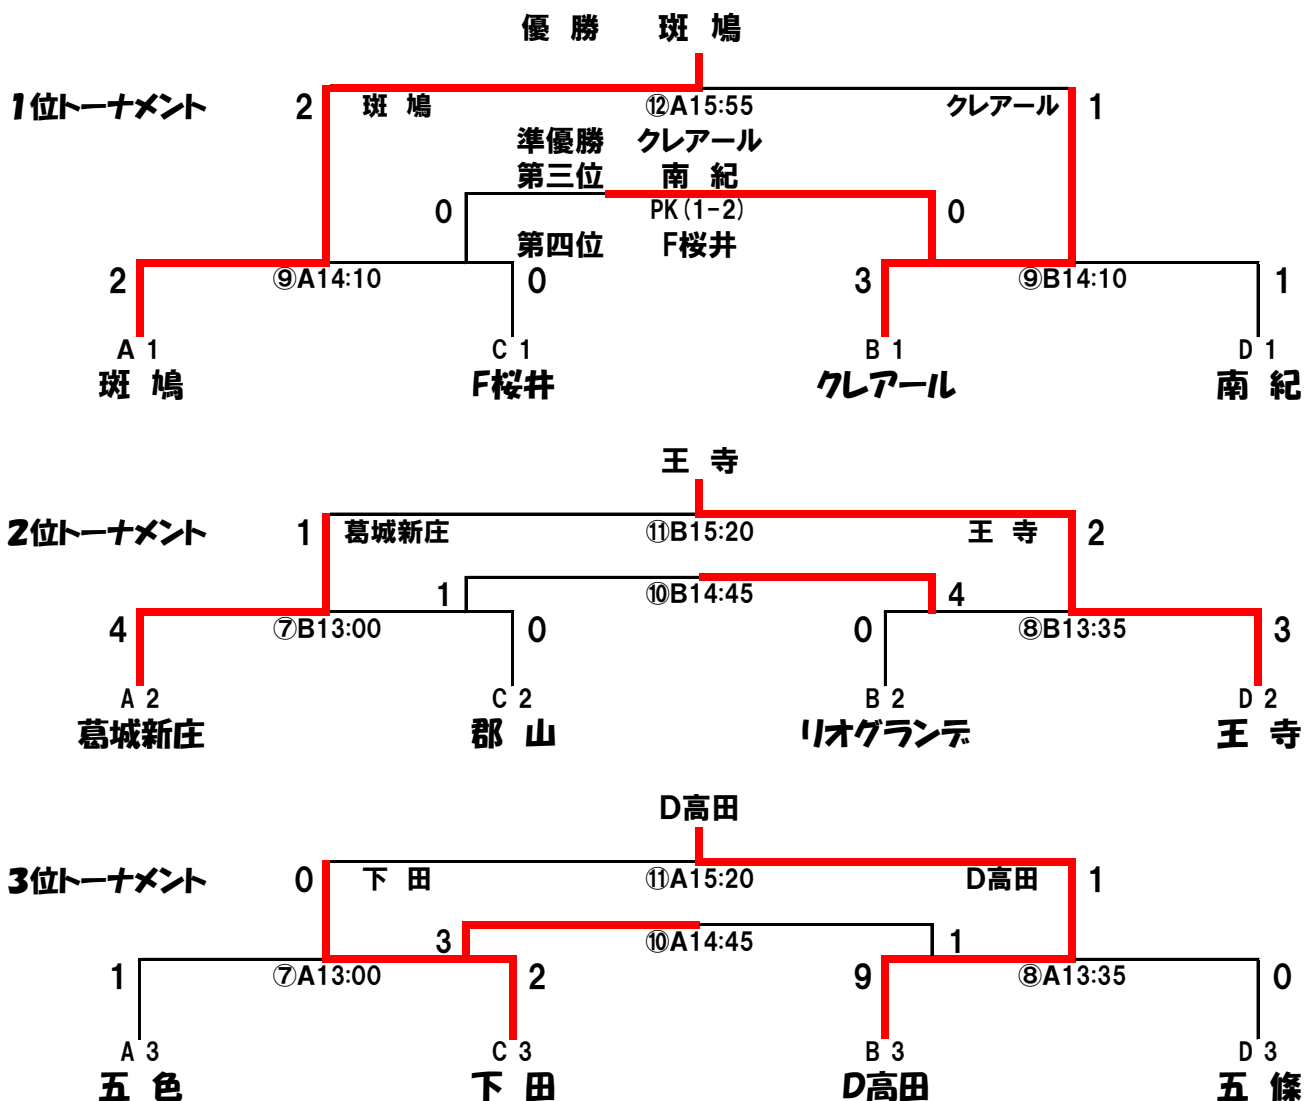 優 勝 斑 鳩
1位トーナメント 2 斑 鳩 ⑫A15:55 クレアール 1
準優勝 クレアール
第三位 南 紀
0 PK(1-2) 0
第四位 F桜井
2 ⑨A14:10 0 3 ⑨B14:10 1
A 1 C 1 B 1 D 1
斑 鳩 F桜井 クレアール 南 紀
王 寺
2位トーナメント 1 葛城新庄 ⑪B15:20 王 寺 2
1 ⑩B14:45 4
4 ⑦B13:00 0 0 ⑧B13:35 3
A 2 C 2 B 2 D 2
葛城新庄 郡 山 リオグランデ 王 寺
D高田
3位トーナメント 0 下 田 ⑪A15:20 D高田 1
3 ⑩A14:45 1
1 ⑦A13:00 2 9 ⑧A13:35 0
A 3 C 3 B 3 D 3
五 色 下 田 D高田 五 條